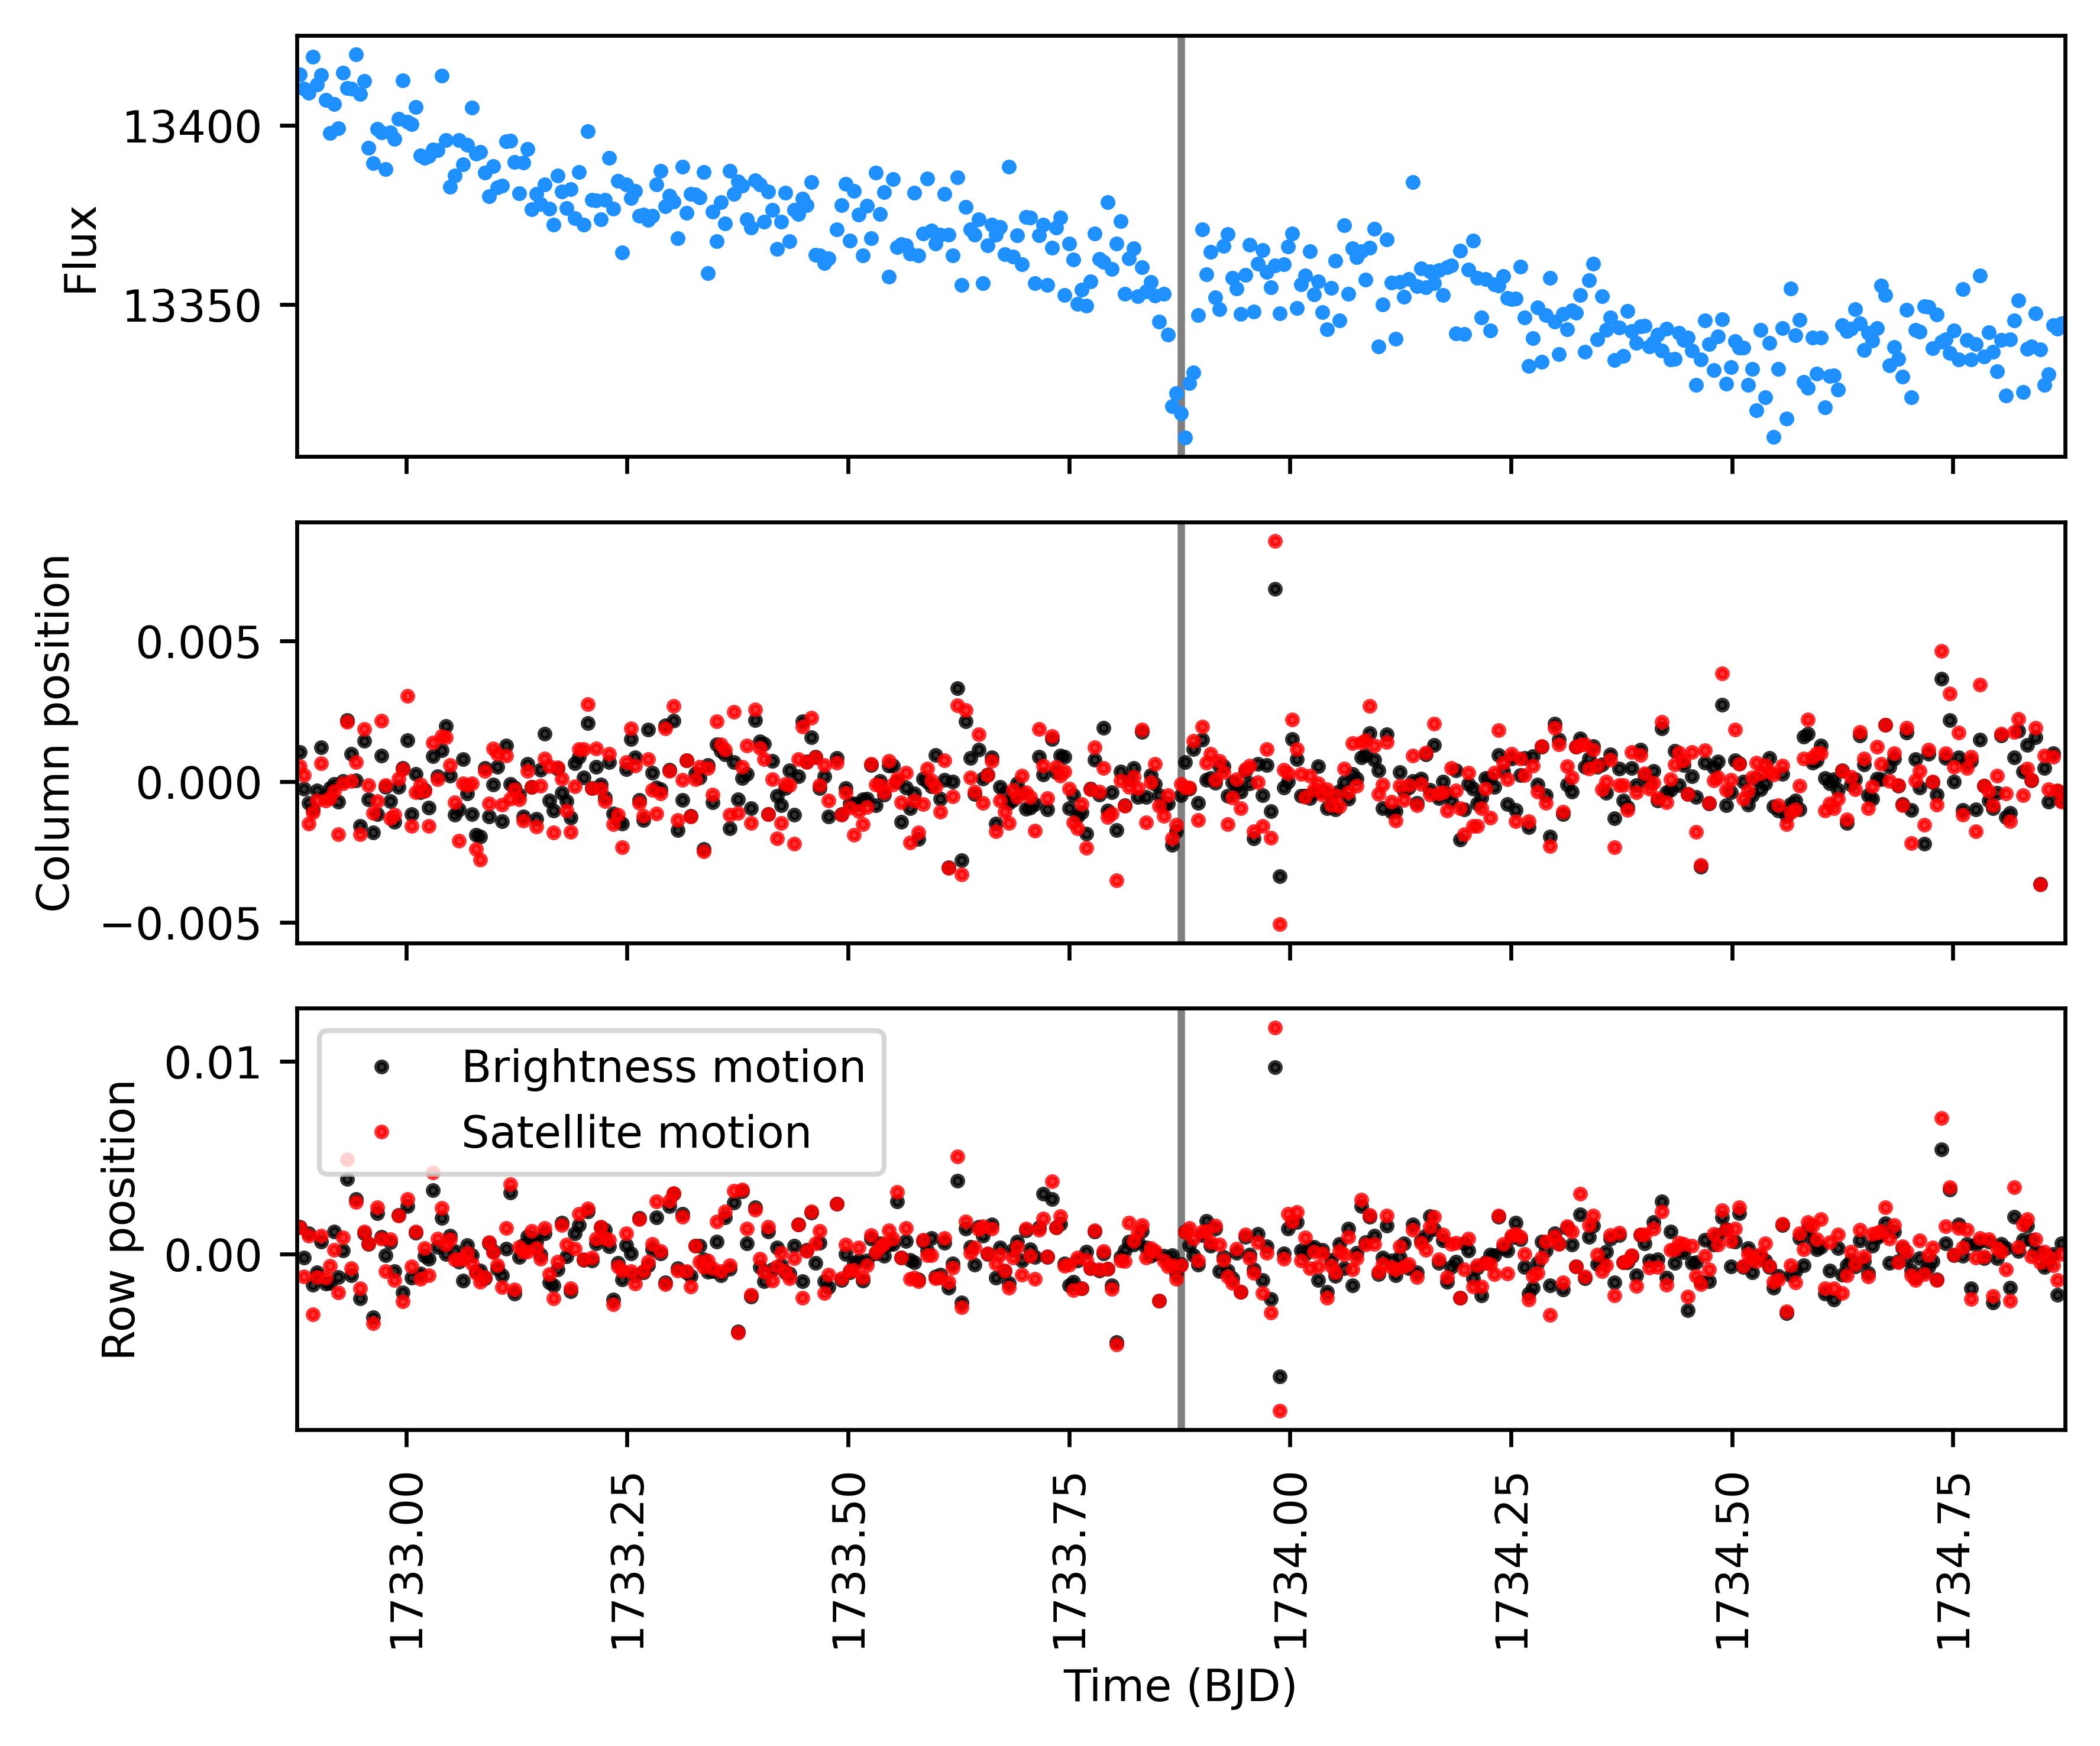 Flux
13400
13350
Column position
0.005
0.000
−0.005
Row position
0.01
0.00
Brightness motion
Satellite motion
1733.00
1733.25
1733.50
1733.75
1734.00
1734.25
1734.50
1734.75
Time (BJD)